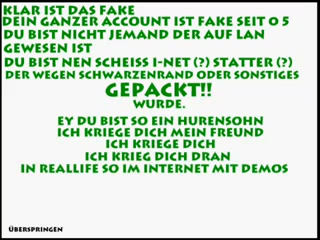 KLAR IST DAS FAKE
DEIN GANZER ACCOUNT IST FAKE SEIT 0 5
DU BIST NICHT JEMAND DER AUF LAN
GEWESEN IST
DU BIST NEN SCHEISS I-NET (?) STATTER (?)
DER WEGEN SCHWARZENRAND ODER SONSTIGES
GEPACKT!!
WURDE.
EY DU BIST SO EIN HURENSOHN
ICH KRIEGE DICH MEIN FREUND
ICH KRIEGE DICH
ICH KRIEG DICH DRAN
IN REALLIFE SO IM INTERNET MIT DEMOS
ÜBERSPRINGEN